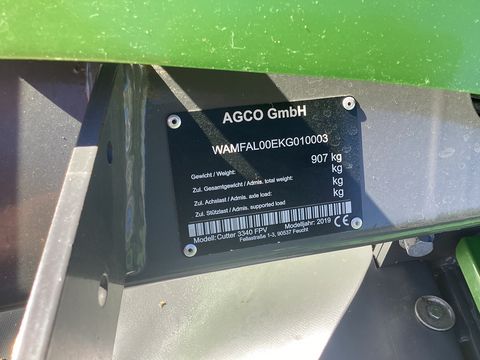 AGCO GmbH
WAMFAL00EKG010003
Gewicht / Weight: 907 kg
Zul. Gesamtgewicht / Admis. total weight: kg
Zul. Achslast / Admis. axle load: kg
Zul. Stützlast / Admis. supported load kg
Modell: Cutter 3340 FPV Modelljahr: 2019 CE
Fellastraße 1-3, 90537 Feucht